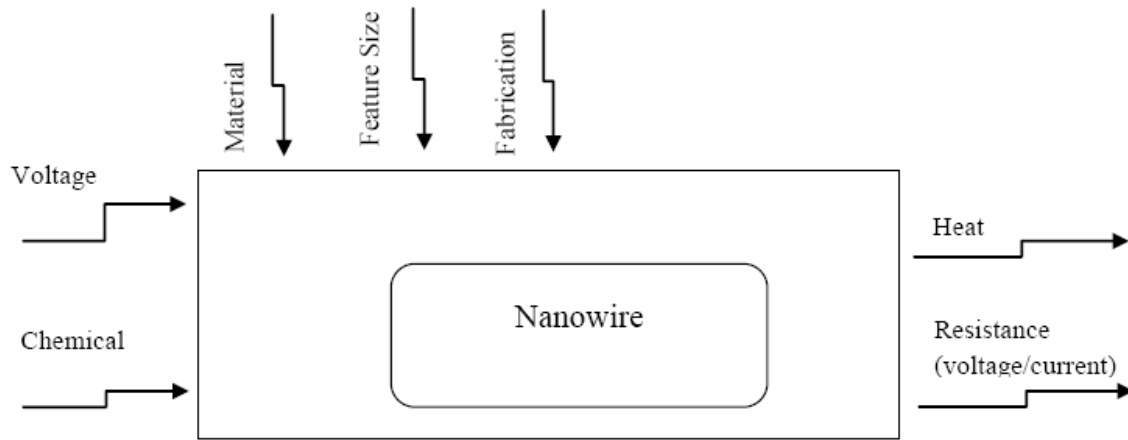 Material
Feature Size
Fabrication
Voltage
Heat
Nanowire
Chemical
Resistance
(voltage/current)